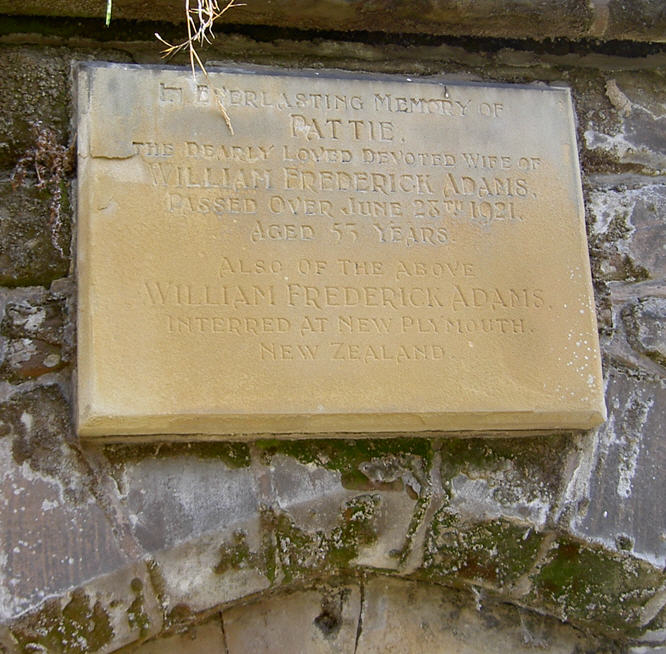 In Everlasting Memory of
Pattie.
The Dearly Loved Devoted Wife of
William Frederick Adams.
Passed Over June 28th 1921.
Aged 55 Years.
Also of the Above
William Frederick Adams.
Interred at New Plymouth.
New Zealand.